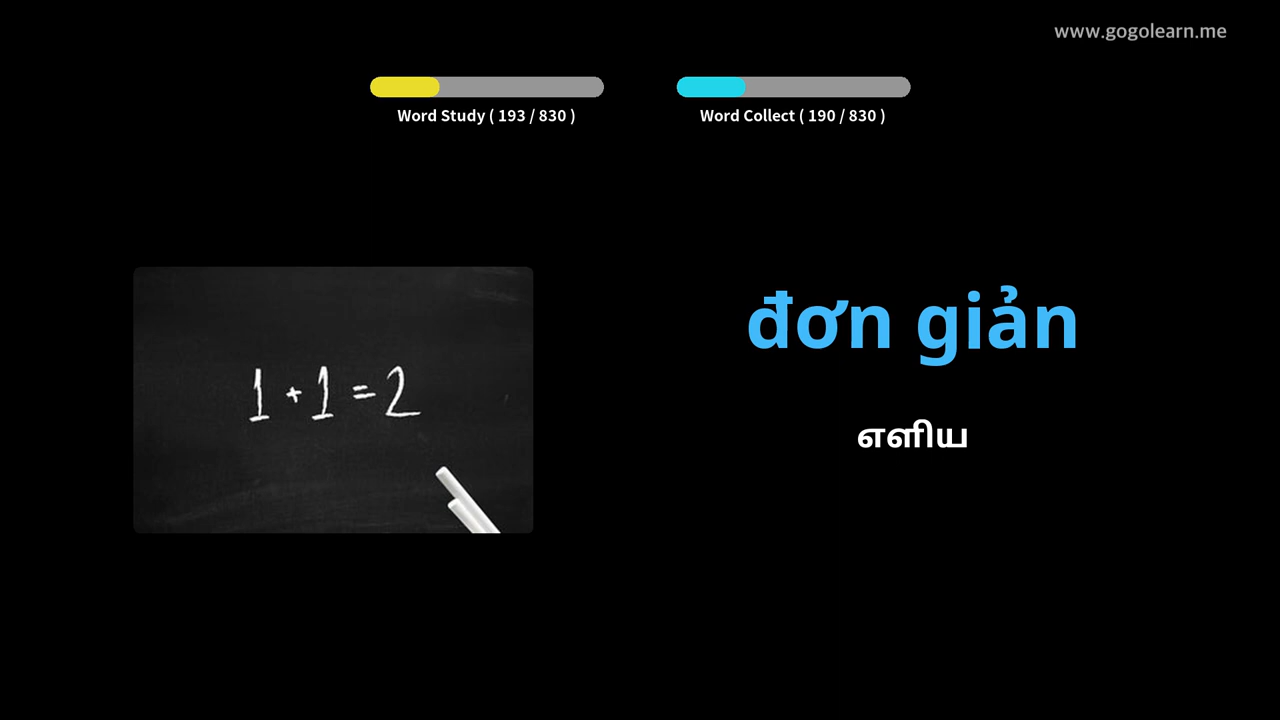 www.gogolearn.me
Word Study ( 193 / 830 )
Word Collect ( 190 / 830 )
1 + 1 = 2
đơn giản
எளிய